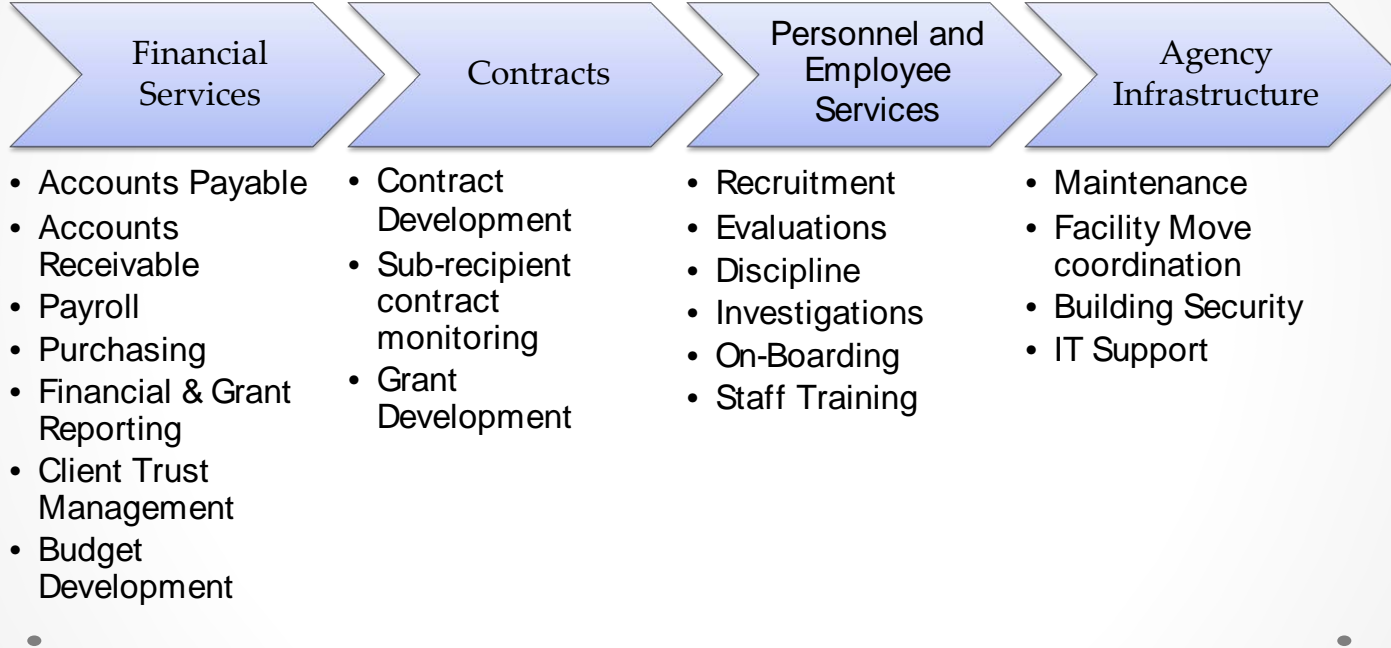 Financial
Services
• Accounts Payable
• Accounts
Receivable
• Payroll
• Purchasing
• Financial & Grant
Reporting
• Client Trust
Management
• Budget
Development
Contracts
• Contract
Development
• Sub-recipient
contract
monitoring
• Grant
Development
Personnel and
Employee
Services
• Recruitment
• Evaluations
• Discipline
• Investigations
• On-Boarding
• Staff Training
Agency
Infrastructure
• Maintenance
• Facility Move
coordination
• Building Security
• IT Support